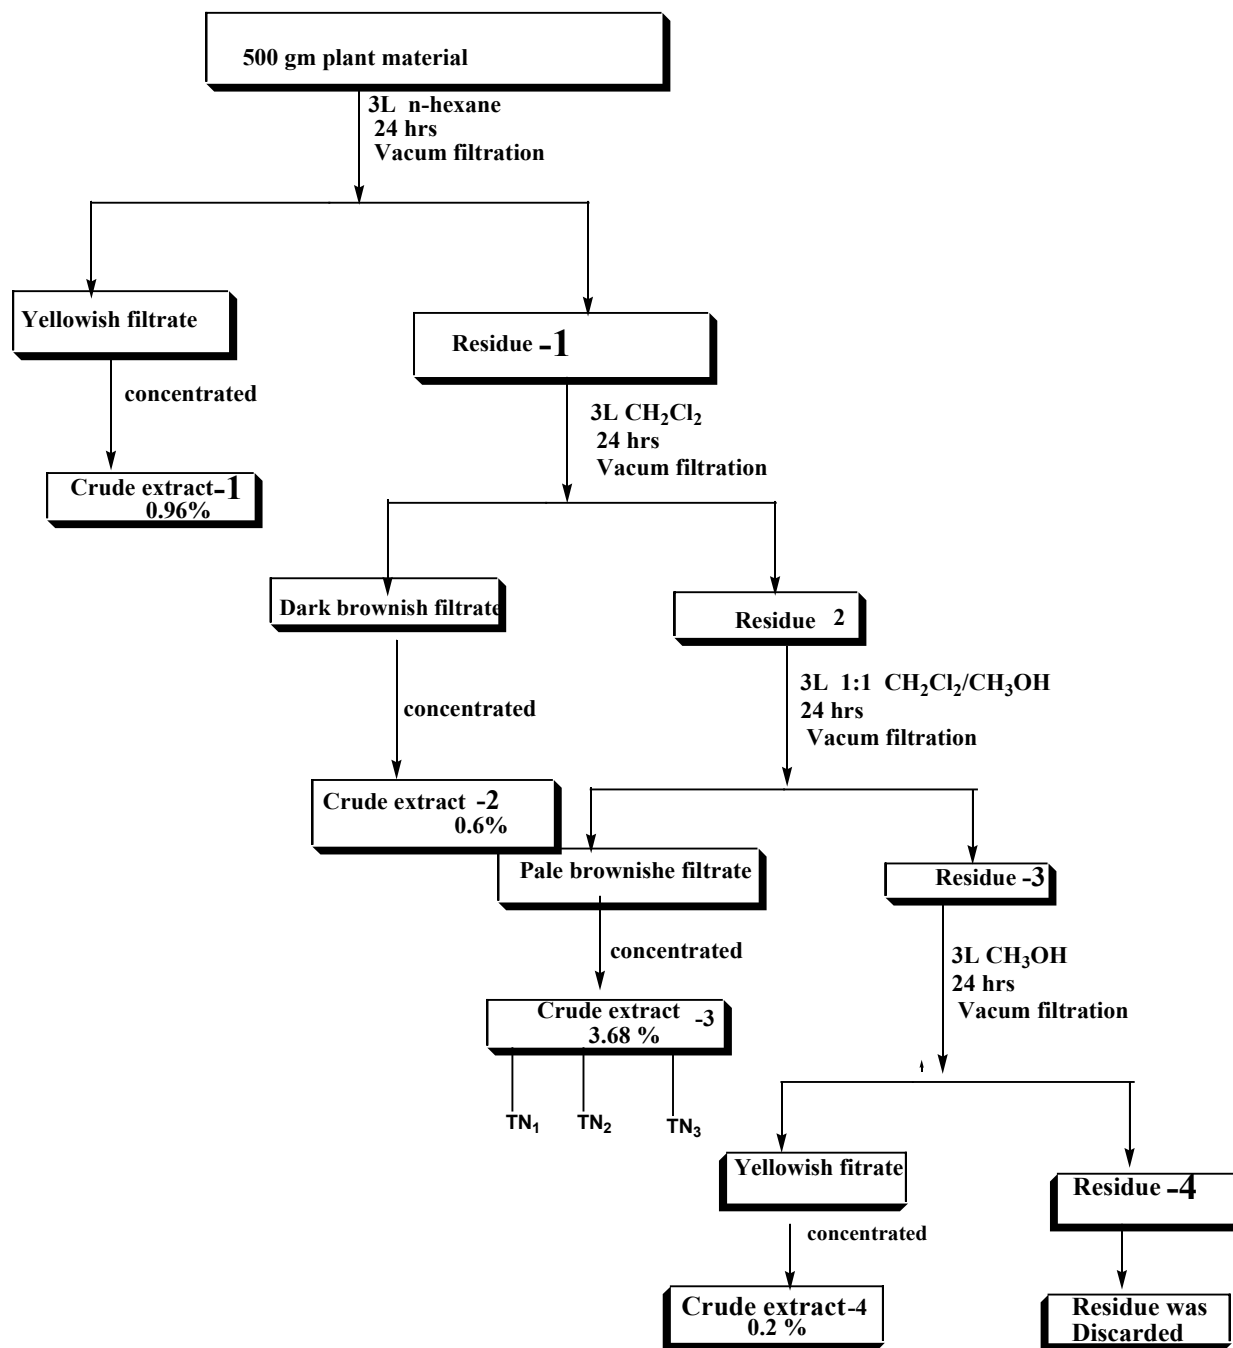 500 gm plant material
3L n-hexane
24 hrs
Vacum filtration
Yellowish filtrate
Residue -1
concentrated
3L CH₂Cl₂
24 hrs
Vacum filtration
Crude extract-1
0.96%
Dark brownish filtrate
Residue 2
3L 1:1 CH₂Cl₂/CH₃OH
24 hrs
Vacum filtration
concentrated
Crude extract -2
0.6%
Pale brownishe filtrate
Residue -3
concentrated
3L CH₃OH
24 hrs
Vacum filtration
Crude extract -3
3.68 %
TN₁ TN₂ TN₃
Yellowish fitrate
Residue -4
concentrated
Crude extract-4
0.2 %
Residue was
Discarded